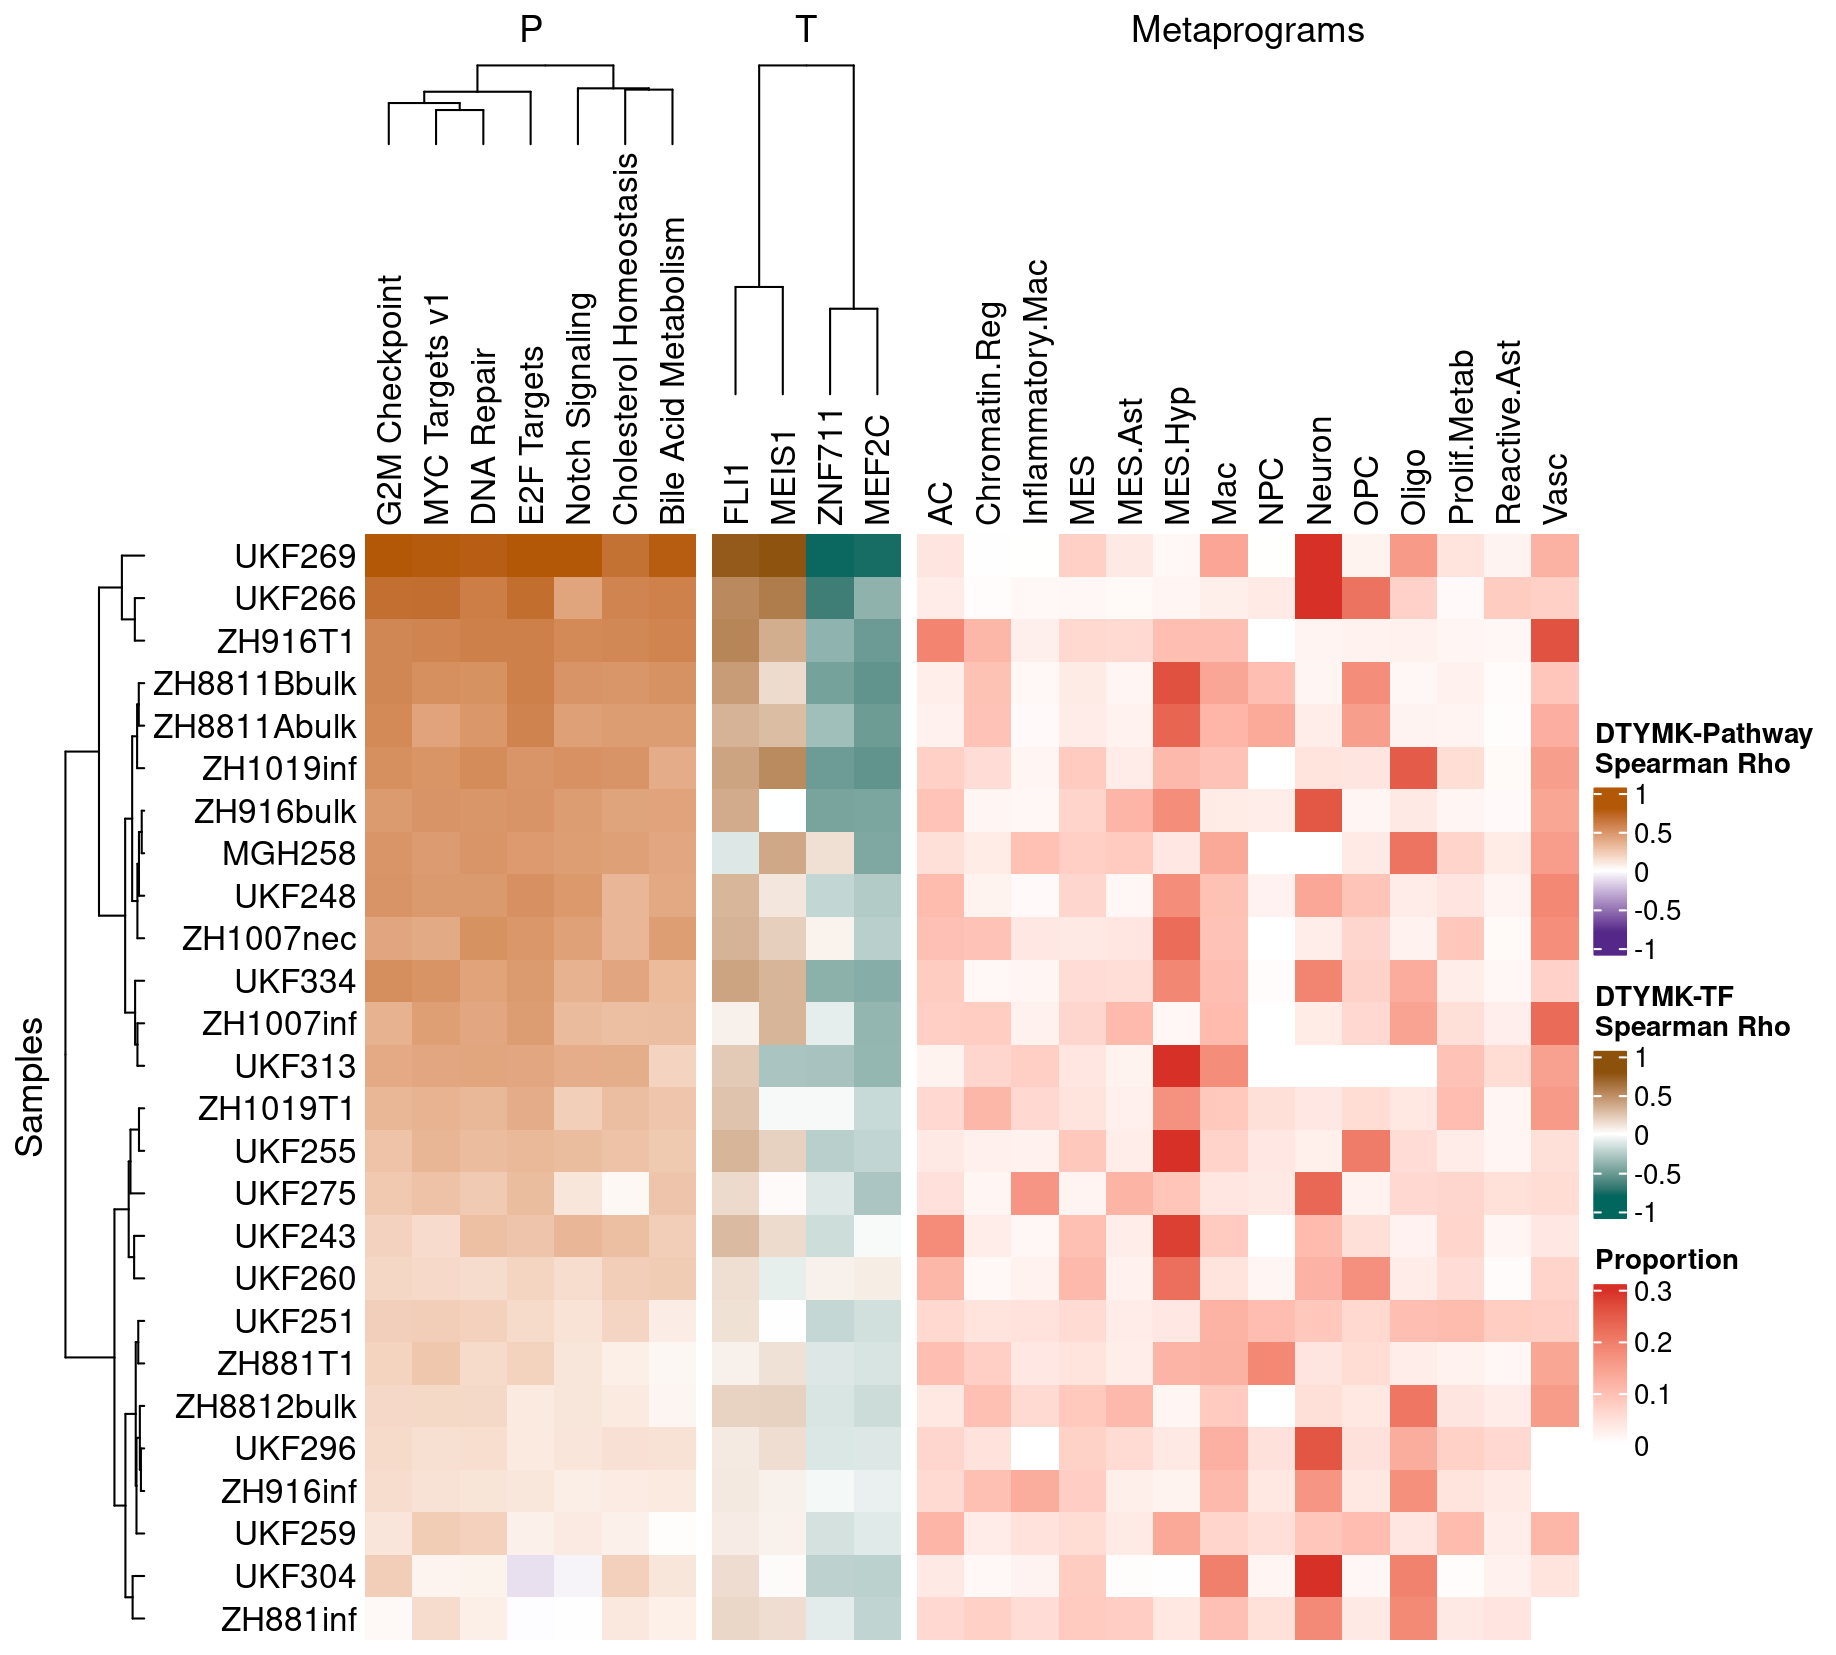 P
T
Metaprograms
G2M Checkpoint
MYC Targets v1
DNA Repair
E2F Targets
Notch Signaling
Cholesterol Homeostasis
Bile Acid Metabolism
FLI1
MEIS1
ZNF711
MEF2C
AC
Chromatin.Reg
Inflammatory.Mac
MES
MES.Ast
MES.Hyp
Mac
NPC
Neuron
OPC
Oligo
Prolif.Metab
Reactive.Ast
Vasc
Samples
UKF269
UKF266
ZH916T1
ZH8811Bbulk
ZH8811Abulk
ZH1019inf
ZH916bulk
MGH258
UKF248
ZH1007nec
UKF334
ZH1007inf
UKF313
ZH1019T1
UKF255
UKF275
UKF243
UKF260
UKF251
ZH881T1
ZH8812bulk
UKF296
ZH916inf
UKF259
UKF304
ZH881inf
DTYMK-Pathway
Spearman Rho
1
0.5
0
-0.5
-1
DTYMK-TF
Spearman Rho
1
0.5
0
-0.5
-1
Proportion
0.3
0.2
0.1
0